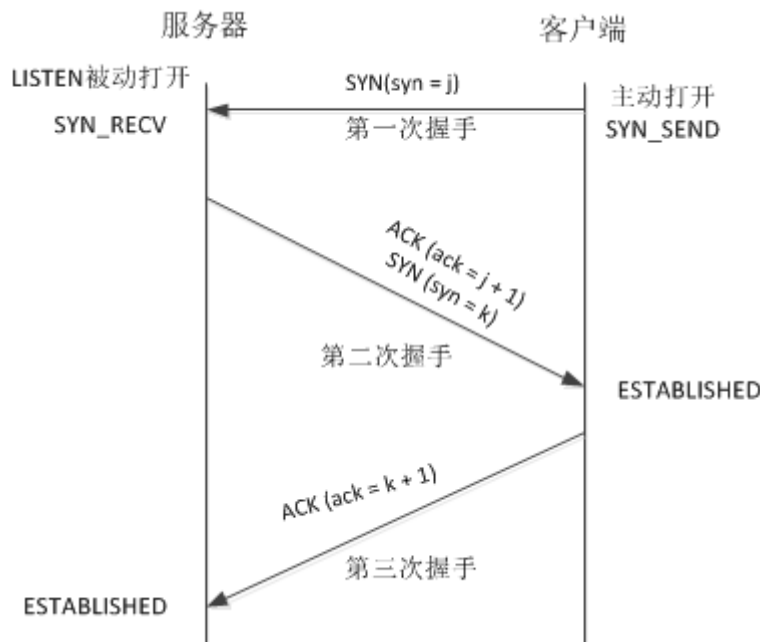 服务器
客户端
LISTEN被动打开
SYN(syn = j)
主动打开
SYN_RECV
第一次握手
SYN_SEND
ACK (ack = j + 1)
SYN (syn = k)
第二次握手
ESTABLISHED
ACK (ack = k + 1)
第三次握手
ESTABLISHED